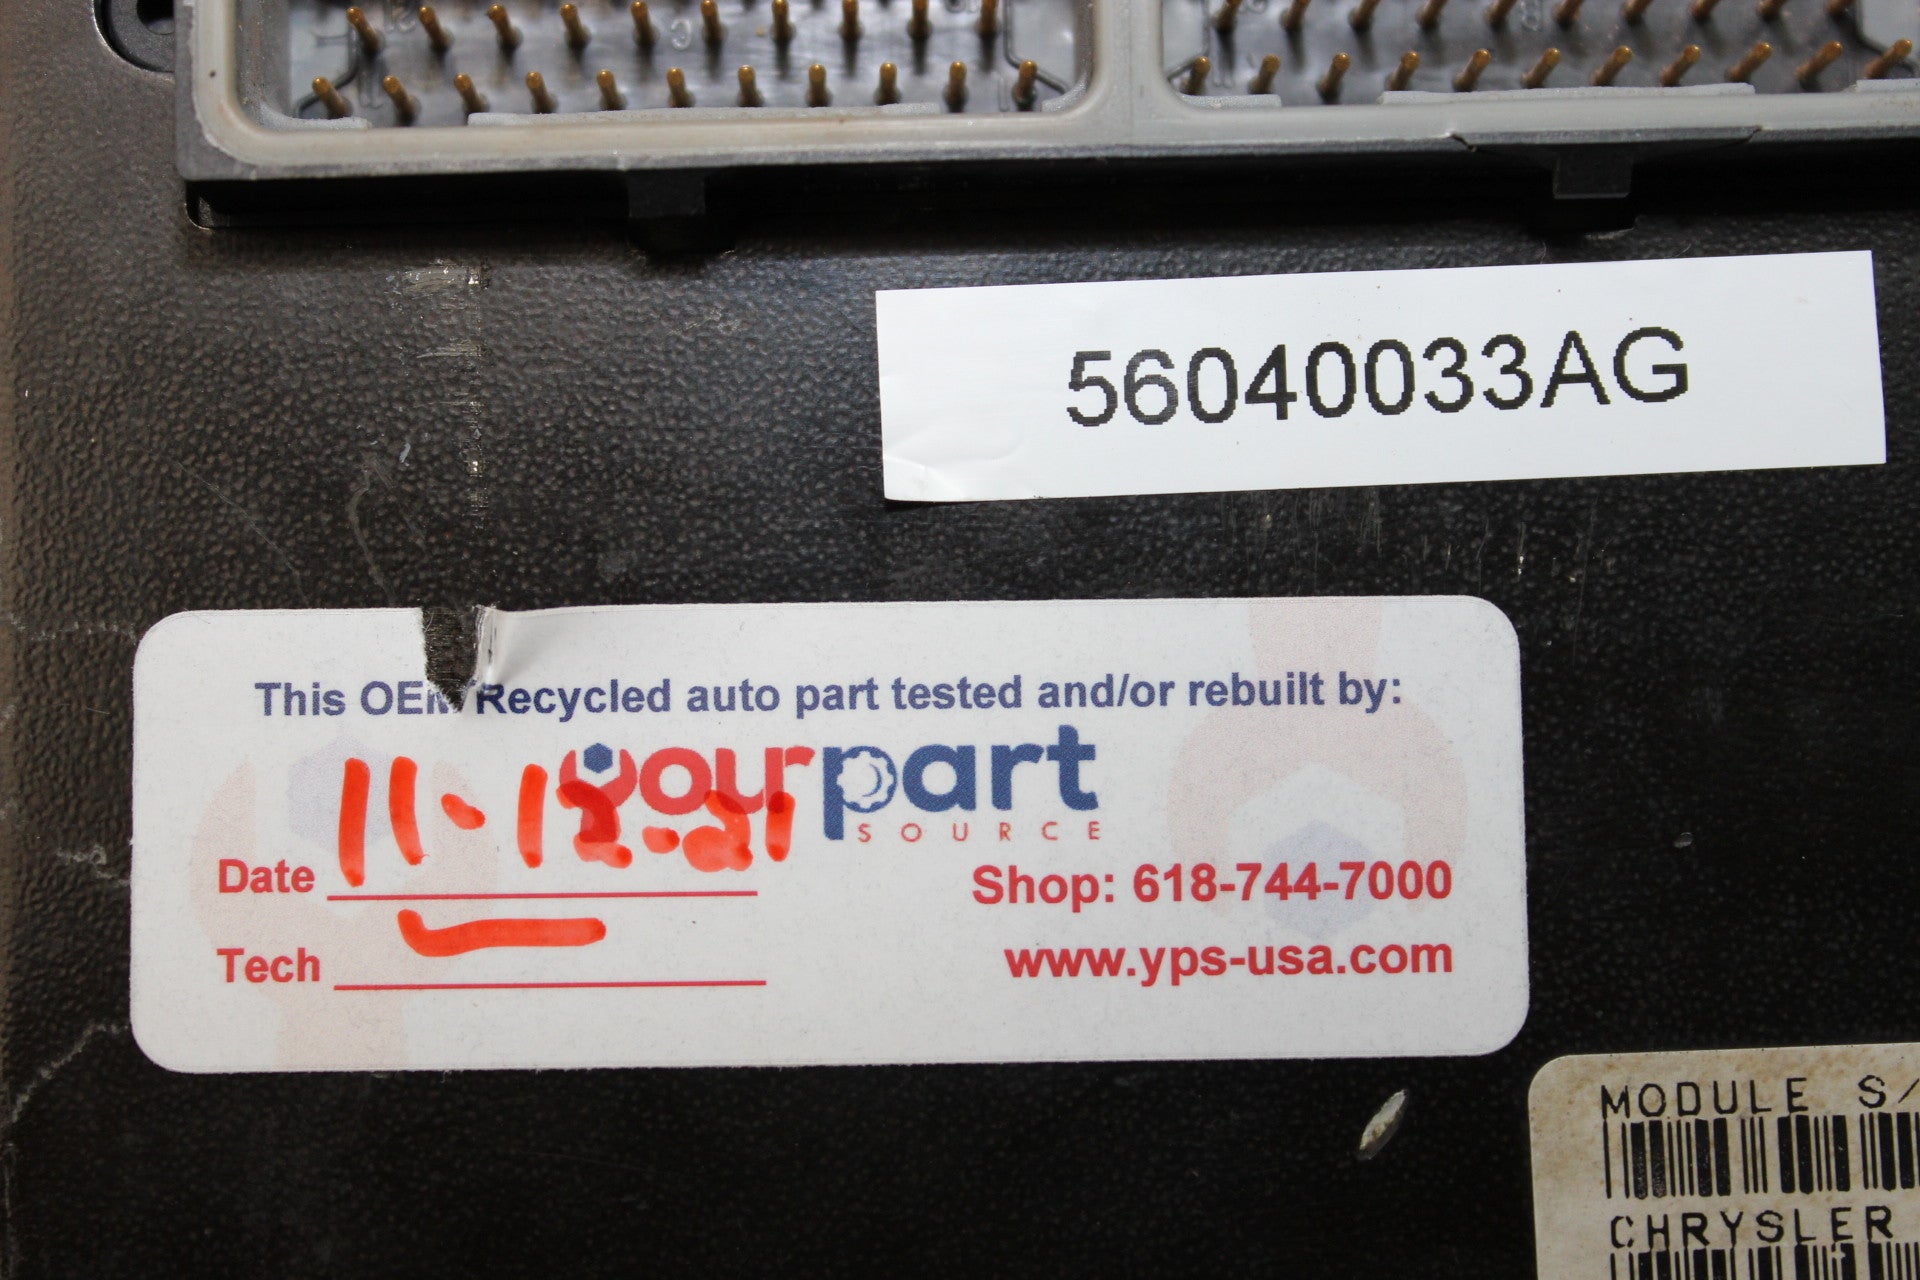 56040033AG
This OEM Recycled auto part tested and/or rebuilt by:
yourpart
SOURCE
Date 11-12-21
Shop: 618-744-7000
Tech
www.yps-usa.com
MODULE S/
CHRYSLER